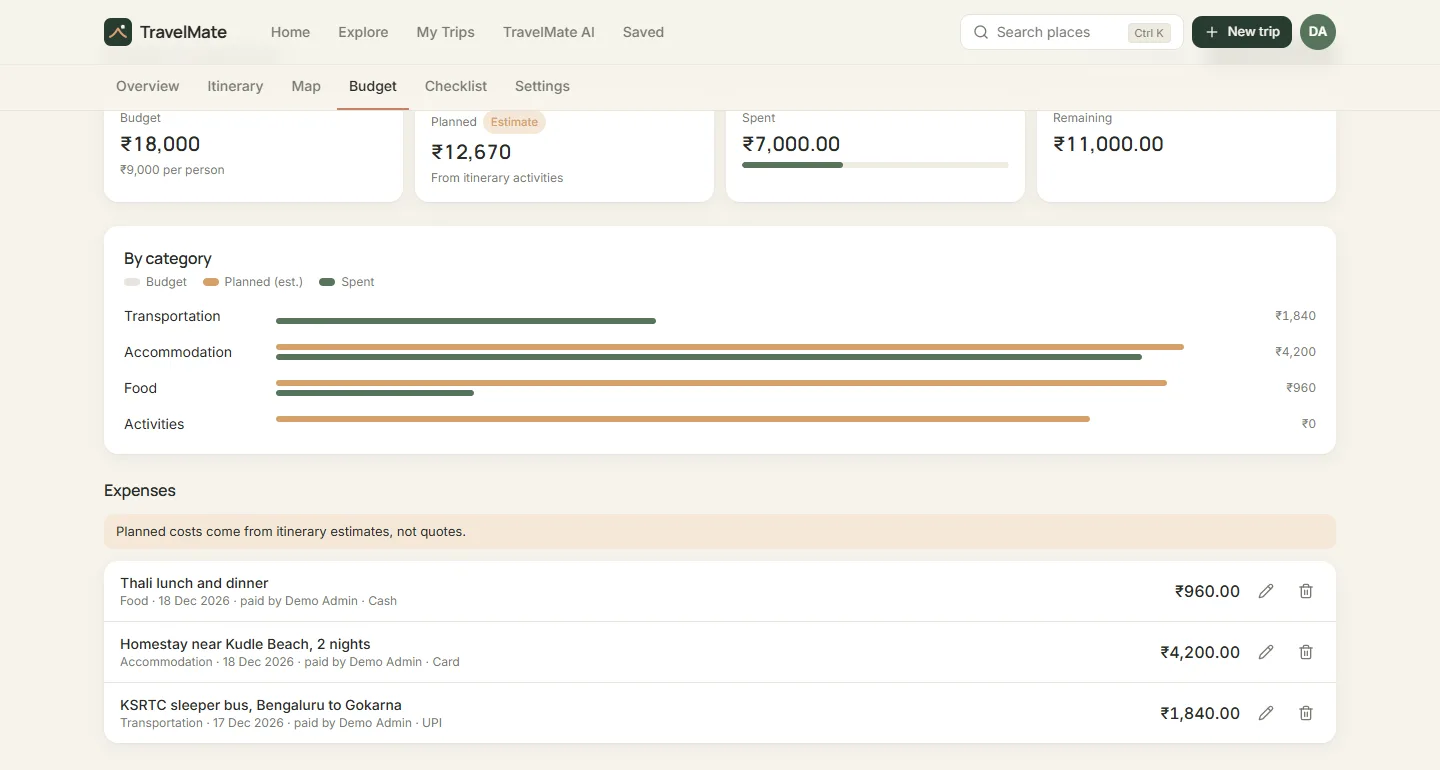 TravelMate Home Explore My Trips TravelMate AI Saved Search places Ctrl K + New trip DA
Overview Itinerary Map Budget Checklist Settings
Budget
₹18,000
₹9,000 per person
Planned Estimate
₹12,670
From itinerary activities
Spent
₹7,000.00
Remaining
₹11,000.00
By category
Budget Planned (est.) Spent
Transportation ₹1,840
Accommodation ₹4,200
Food ₹960
Activities ₹0
Expenses
Planned costs come from itinerary estimates, not quotes.
Thali lunch and dinner
Food · 18 Dec 2026 · paid by Demo Admin · Cash
₹960.00
Homestay near Kudle Beach, 2 nights
Accommodation · 18 Dec 2026 · paid by Demo Admin · Card
₹4,200.00
KSRTC sleeper bus, Bengaluru to Gokarna
Transportation · 17 Dec 2026 · paid by Demo Admin · UPI
₹1,840.00